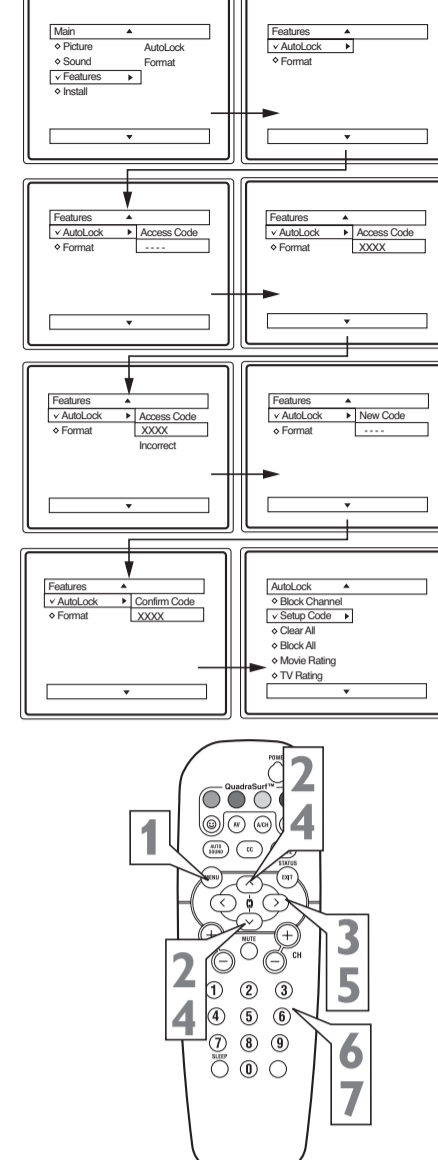 Main
Picture AutoLock
Sound Format
Features
Install
Features
AutoLock
Format
Features
AutoLock Access Code
Format - - - -
Features
AutoLock Access Code
Format XXXX
Features
AutoLock Access Code
Format XXXX
Incorrect
Features
AutoLock New Code
Format - - - -
Features
AutoLock Confirm Code
Format XXXX
AutoLock
Block Channel
Setup Code
Clear All
Block All
Movie Rating
TV Rating
QuadraSurf™
AV A/CH
AUTO SOUND CC
STATUS
MENU EXIT
MUTE
CH
1 2 3
4 5 6
7 8 9
SLEEP
0
1
2
4
2
4
3
5
6
7